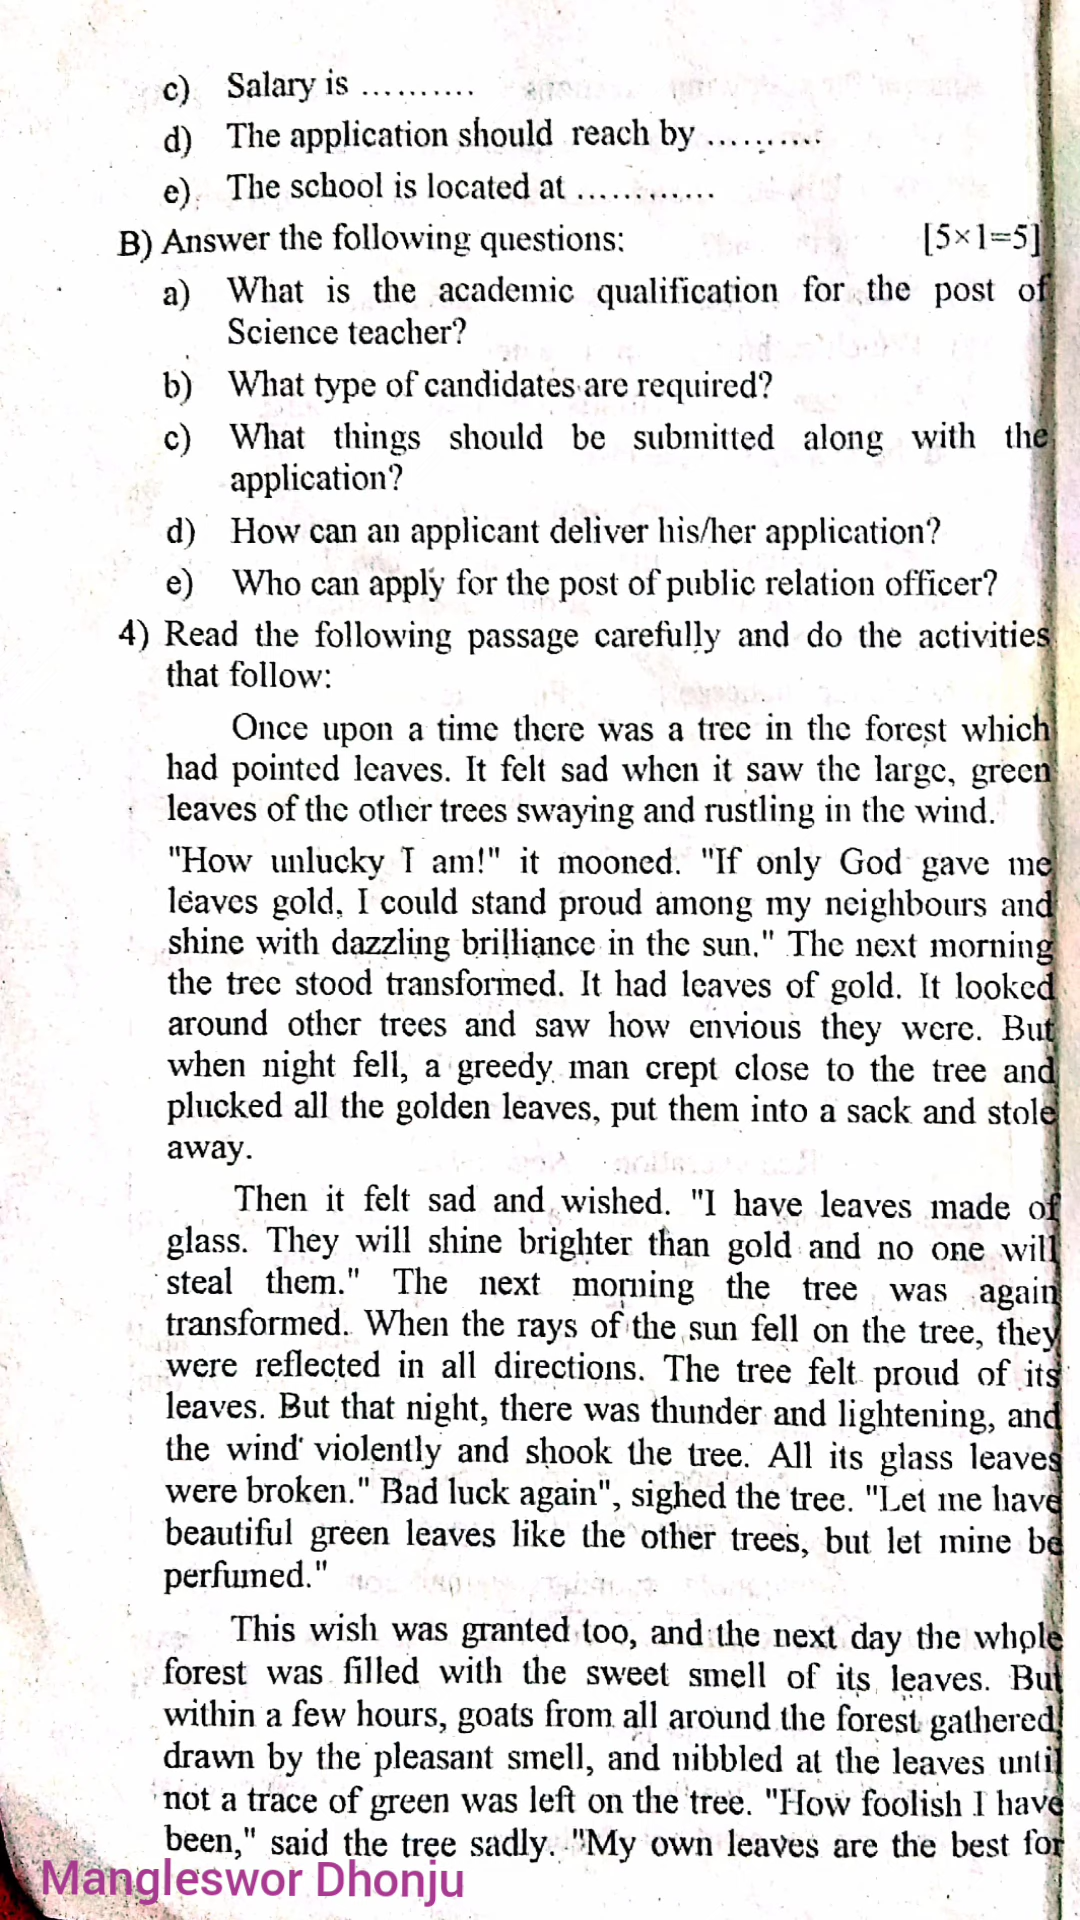 c) Salary is ..........
d) The application should reach by ..........
e) The school is located at ............
B) Answer the following questions: [5×1=5]
a) What is the academic qualification for the post of
Science teacher?
b) What type of candidates are required?
c) What things should be submitted along with the
application?
d) How can an applicant deliver his/her application?
e) Who can apply for the post of public relation officer?
4) Read the following passage carefully and do the activities
that follow:
Once upon a time there was a tree in the forest which
had pointed leaves. It felt sad when it saw the large, green
leaves of the other trees swaying and rustling in the wind.
"How unlucky I am!" it mooned. "If only God gave me
leaves gold, I could stand proud among my neighbours and
shine with dazzling brilliance in the sun." The next morning
the tree stood transformed. It had leaves of gold. It looked
around other trees and saw how envious they were. But
when night fell, a greedy man crept close to the tree and
plucked all the golden leaves, put them into a sack and stole
away.
Then it felt sad and wished. "I have leaves made of
glass. They will shine brighter than gold and no one will
steal them." The next morning the tree was again
transformed. When the rays of the sun fell on the tree, they
were reflected in all directions. The tree felt proud of its
leaves. But that night, there was thunder and lightening, and
the wind violently and shook the tree. All its glass leaves
were broken." Bad luck again", sighed the tree. "Let me have
beautiful green leaves like the other trees, but let mine be
perfumed."
This wish was granted too, and the next day the whole
forest was filled with the sweet smell of its leaves. But
within a few hours, goats from all around the forest gathered
drawn by the pleasant smell, and nibbled at the leaves until
not a trace of green was left on the tree. "How foolish I have
been," said the tree sadly. "My own leaves are the best for
Mangleswor Dhonju